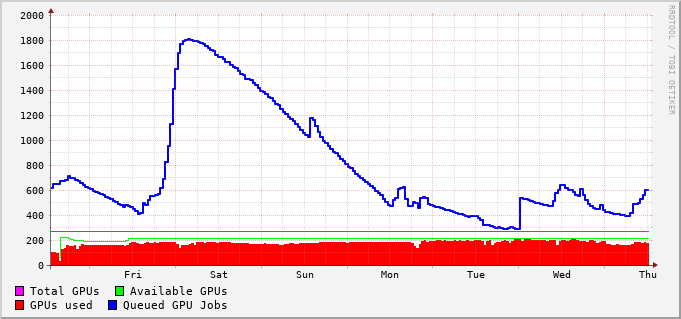 2000
1800
1600
1400
1200
1000
800
600
400
200
0
Fri Sat Sun Mon Tue Wed Thu
Total GPUs Available GPUs
GPUs used Queued GPU Jobs
RRDTOOL / TOBI OETIKER